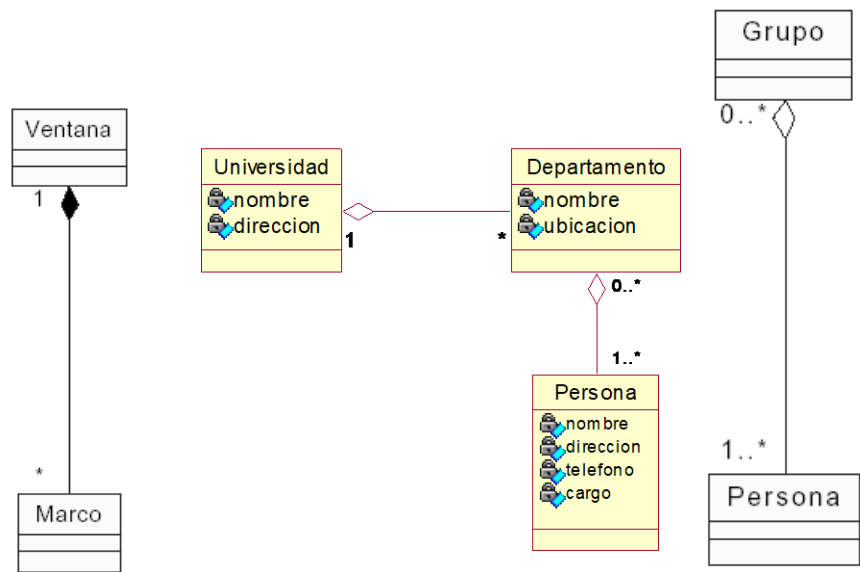 Ventana
1
*
Marco
Universidad
nombre
direccion
1
*
Departamento
nombre
ubicacion
0..*
1..*
Persona
nombre
direccion
telefono
cargo
Grupo
0..*
1..*
Persona